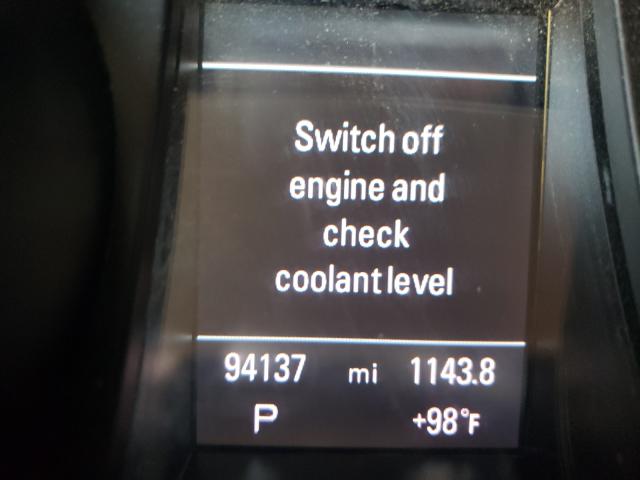 Switch off
engine and
check
coolant level
94137 mi 1143.8
P +98°F